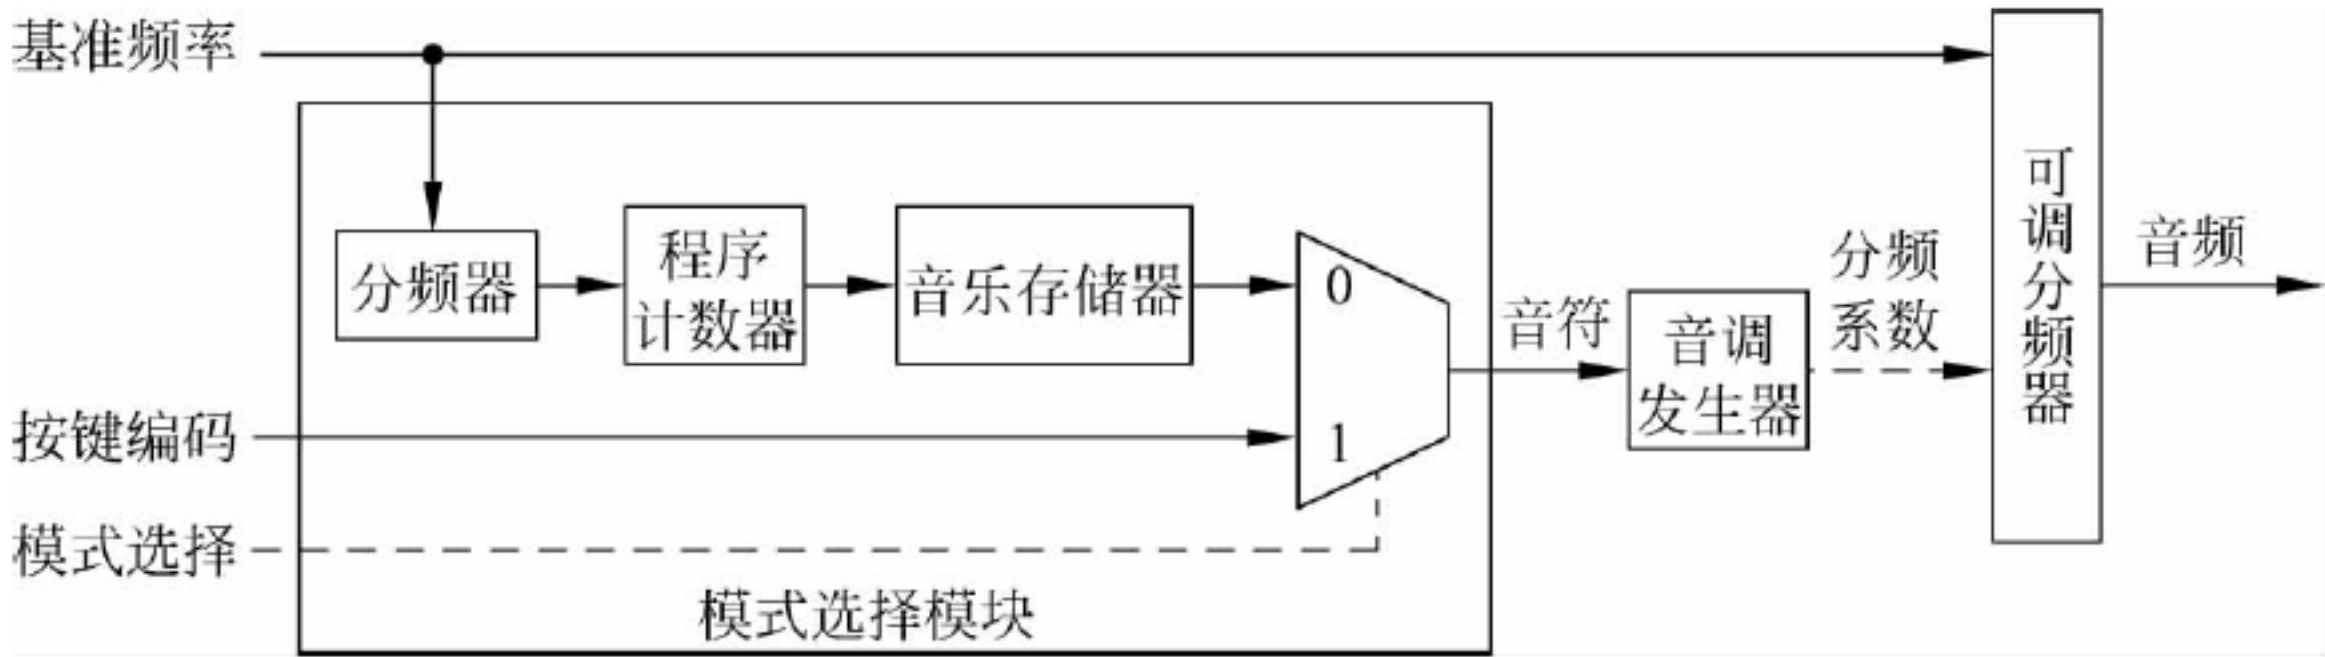 基准频率
分频器
程序
计数器
音乐存储器
0
1
按键编码
模式选择
模式选择模块
音符
音调
发生器
分频
系数
可调分频器
音频